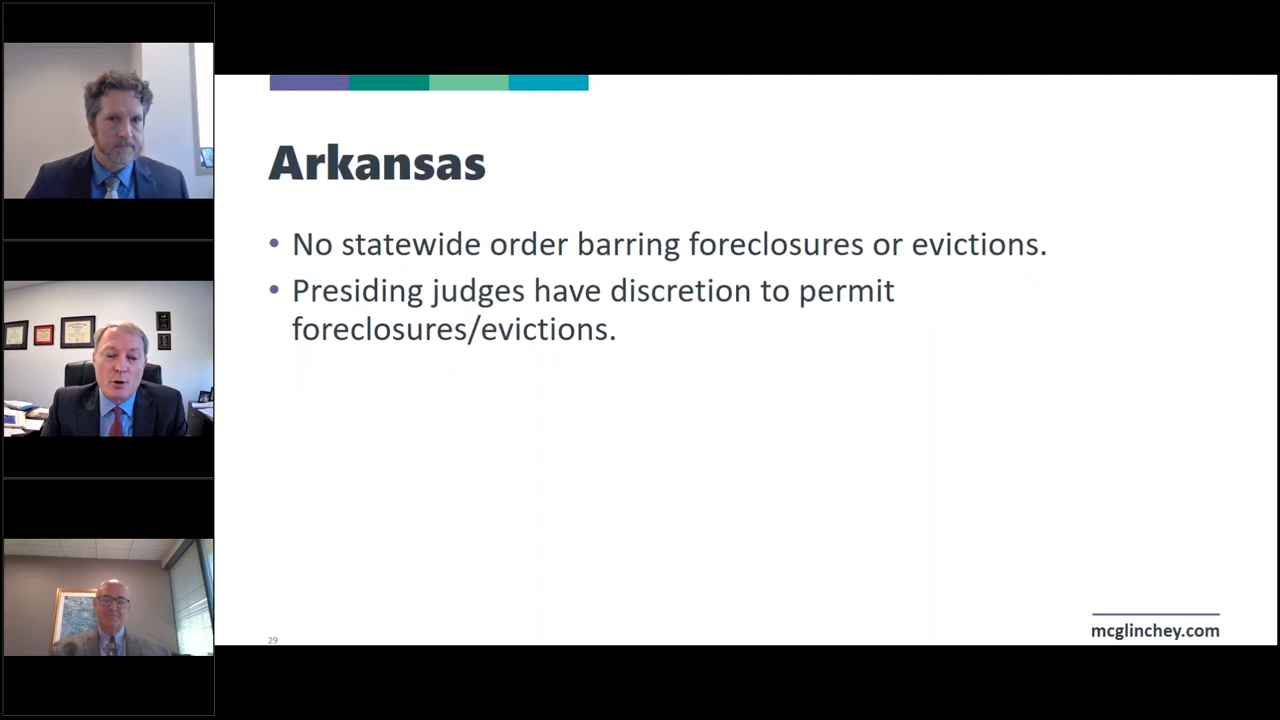 Arkansas
• No statewide order barring foreclosures or evictions.
• Presiding judges have discretion to permit
foreclosures/evictions.
29
mcglinchey.com